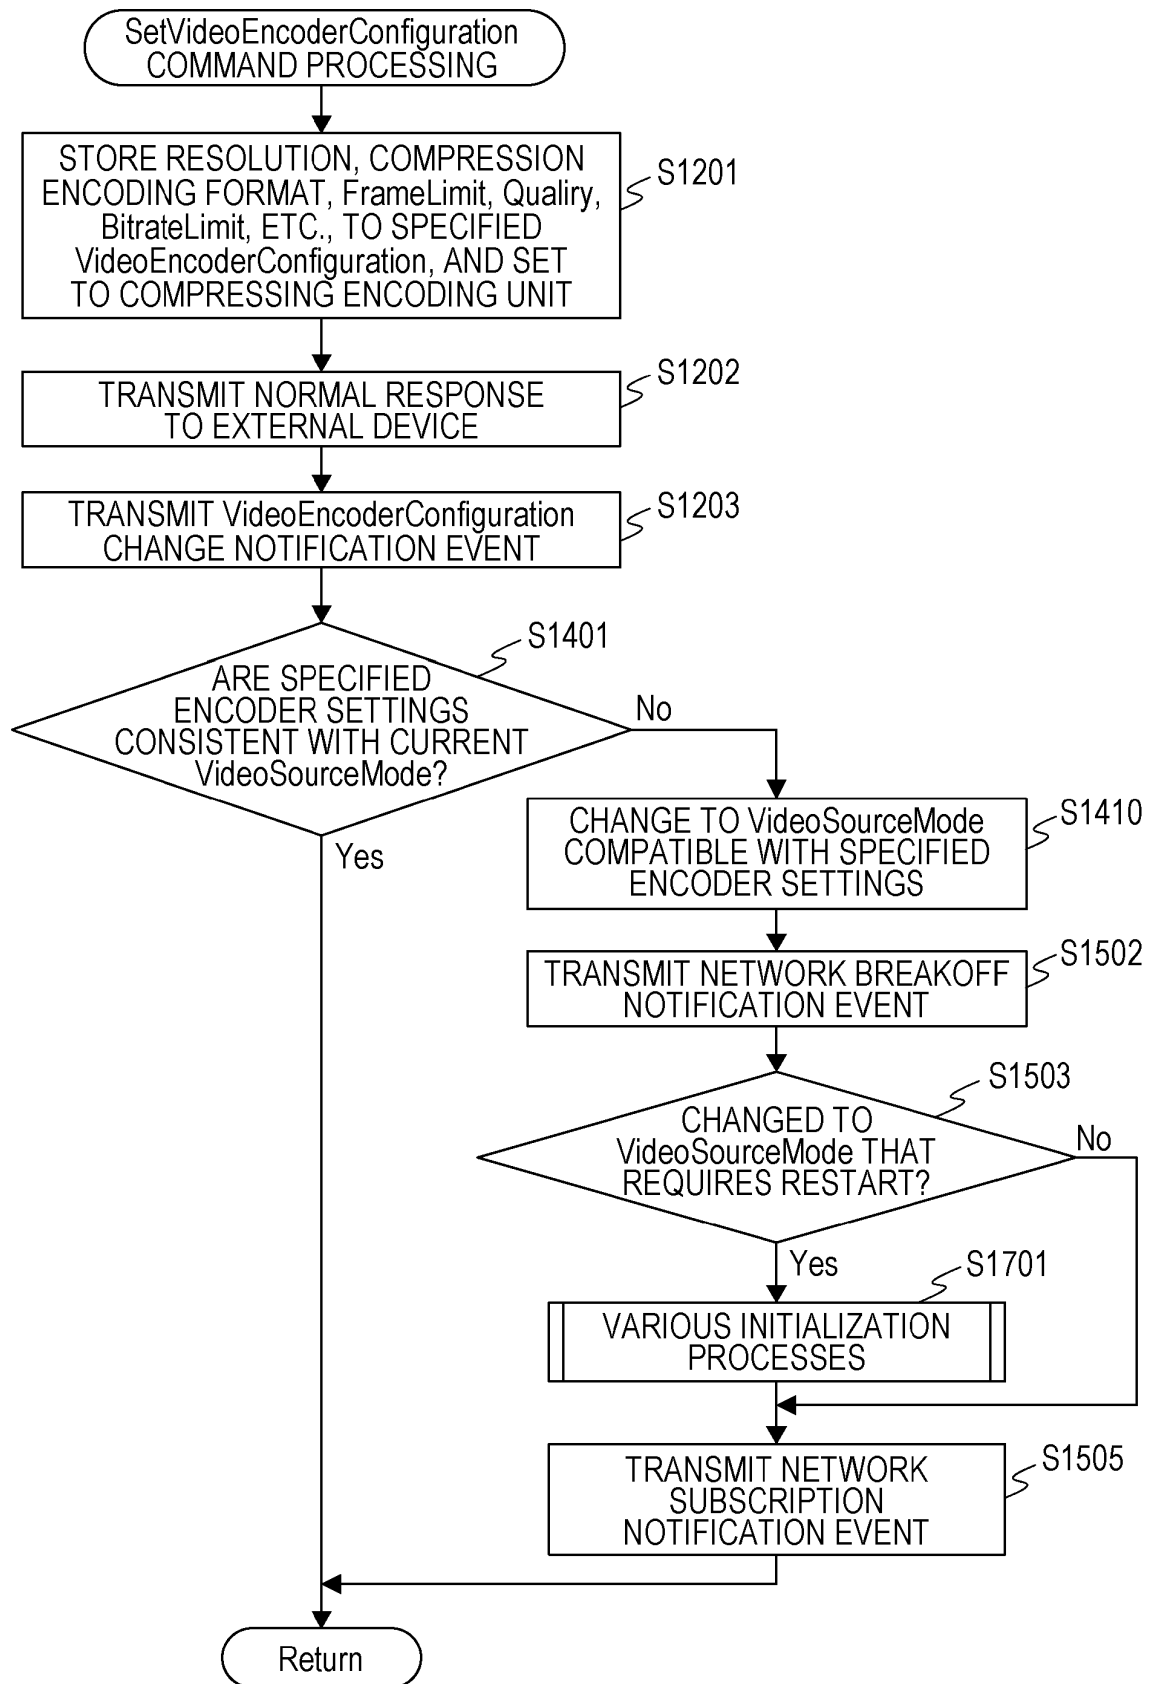 SetVideoEncoderConfiguration
COMMAND PROCESSING
STORE RESOLUTION, COMPRESSION
ENCODING FORMAT, FrameLimit, Qualiry,
BitrateLimit, ETC., TO SPECIFIED
VideoEncoderConfiguration, AND SET
TO COMPRESSING ENCODING UNIT
S1201
TRANSMIT NORMAL RESPONSE
TO EXTERNAL DEVICE
S1202
TRANSMIT VideoEncoderConfiguration
CHANGE NOTIFICATION EVENT
S1203
S1401
ARE SPECIFIED
ENCODER SETTINGS
CONSISTENT WITH CURRENT
VideoSourceMode?
No
Yes
CHANGE TO VideoSourceMode
COMPATIBLE WITH SPECIFIED
ENCODER SETTINGS
S1410
TRANSMIT NETWORK BREAKOFF
NOTIFICATION EVENT
S1502
S1503
CHANGED TO
VideoSourceMode THAT
REQUIRES RESTART?
No
Yes
S1701
VARIOUS INITIALIZATION
PROCESSES
TRANSMIT NETWORK
SUBSCRIPTION
NOTIFICATION EVENT
S1505
Return